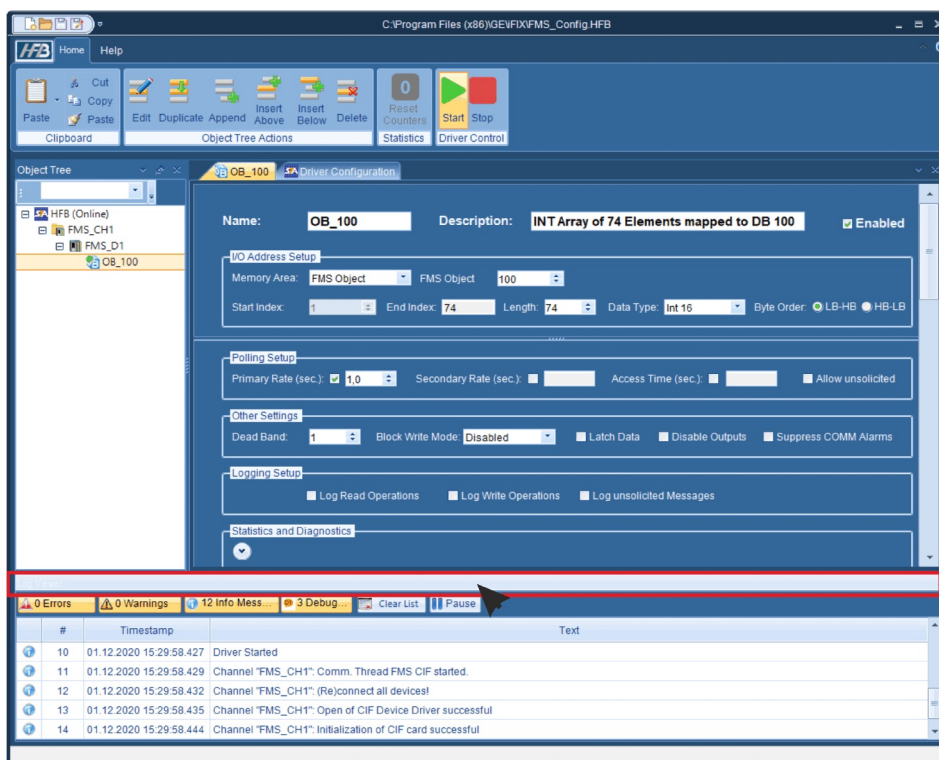 C:\Program Files (x86)\GE\FIX\FMS_Config.HFB
HFB Home Help
Paste Cut Copy Paste
Edit Duplicate Append Insert Above Insert Below Delete
0 Reset Counters
Start Stop
Clipboard Object Tree Actions Statistics Driver Control
Object Tree
OB_100 Driver Configuration
HFB (Online)
FMS_CH1
FMS_D1
OB_100
Name: OB_100 Description: INT Array of 74 Elements mapped to DB 100 Enabled
I/O Address Setup
Memory Area: FMS Object FMS Object 100
Start Index: 1 End Index: 74 Length: 74 Data Type: Int 16 Byte Order: LB-HB HB-LB
Polling Setup
Primary Rate (sec.): 1,0 Secondary Rate (sec.): Access Time (sec.): Allow unsolicited
Other Settings
Dead Band: 1 Block Write Mode: Disabled Latch Data Disable Outputs Suppress COMM Alarms
Logging Setup
Log Read Operations Log Write Operations Log unsolicited Messages
Statistics and Diagnostics
0 Errors 0 Warnings 12 Info Mess... 3 Debug... Clear List Pause
# Timestamp Text
10 01.12.2020 15:29:58.427 Driver Started
11 01.12.2020 15:29:58.429 Channel "FMS_CH1": Comm. Thread FMS CIF started.
12 01.12.2020 15:29:58.432 Channel "FMS_CH1": (Re)connect all devices!
13 01.12.2020 15:29:58.435 Channel "FMS_CH1": Open of CIF Device Driver successful
14 01.12.2020 15:29:58.444 Channel "FMS_CH1": Initialization of CIF card successful